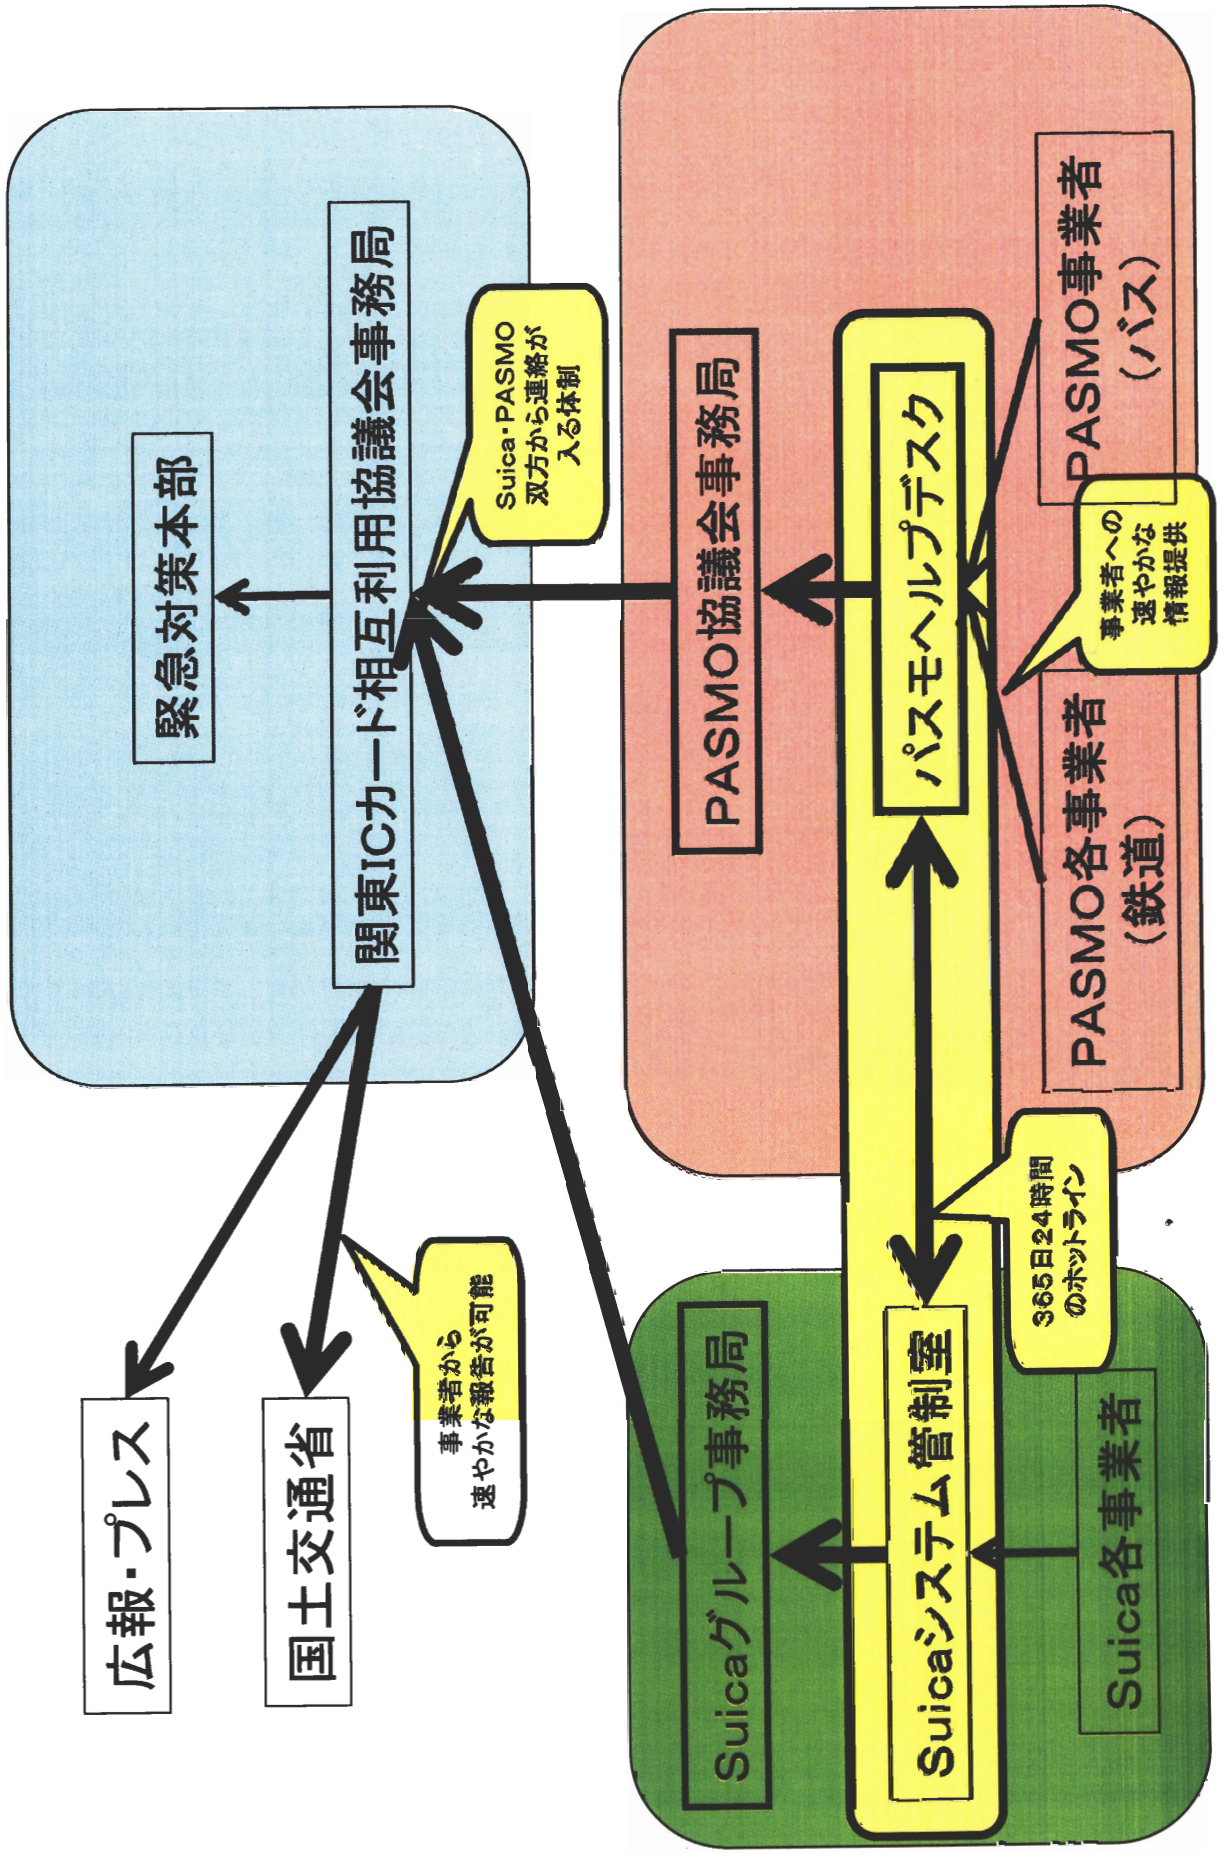 広報・プレス
国土交通省
事業者から
速やかな報告が可能
緊急対策本部
関東ICカード相互利用協議会事務局
Suica・PASMO
双方から連絡が
入る体制
Suicaグループ事務局
PASMO協議会事務局
Suicaシステム管制室
パスモヘルプデスク
365日24時間
のホットライン
事業者への
速やかな
情報提供
Suica各事業者
PASMO各事業者
（鉄道）
PASMO事業者
（バス）